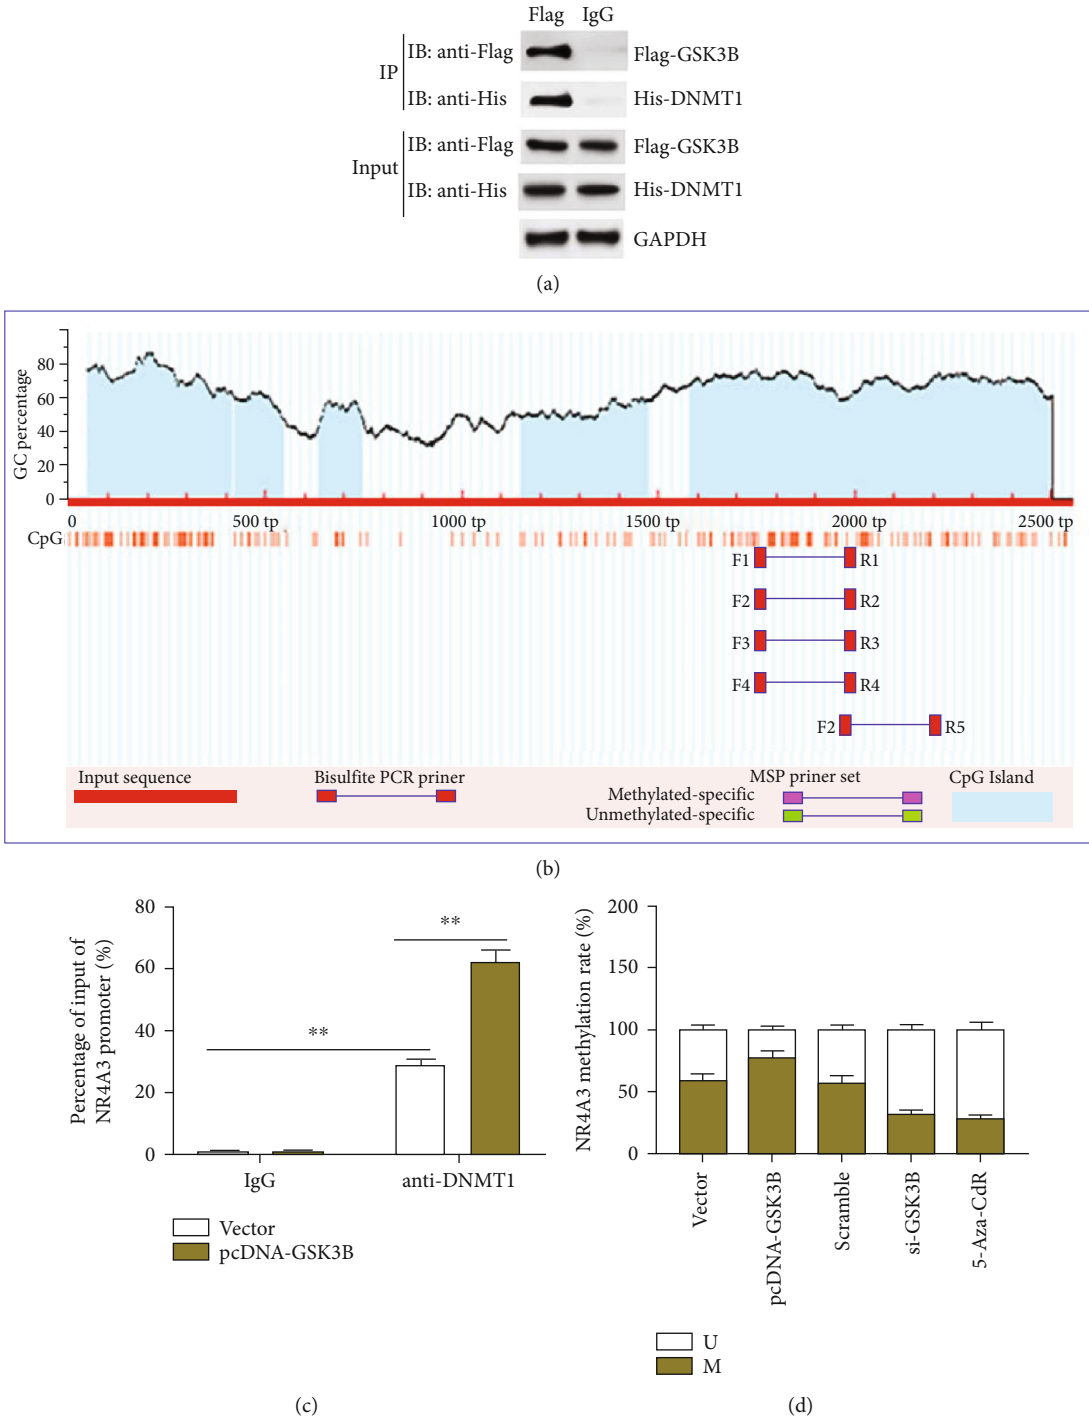 Flag IgG
IP
IB: anti-Flag
Flag-GSK3B
IB: anti-His
His-DNMT1
Input
IB: anti-Flag
Flag-GSK3B
IB: anti-His
His-DNMT1
GAPDH
(a)
GC percentage
80
60
40
20
0
0 500 tp 1000 tp 1500 tp 2000 tp 2500 tp
CpG
F1 R1
F2 R2
F3 R3
F4 R4
F2 R5
Input sequence
Bisulfite PCR priner
MSP priner set
Methylated-specific
Unmethylated-specific
CpG Island
(b)
Percentage of input of
NR4A3 promoter (%)
80
60
40
20
0
**
**
IgG anti-DNMT1
Vector
pcDNA-GSK3B
(c)
NR4A3 methylation rate (%)
200
150
100
50
0
Vector
pcDNA-GSK3B
Scramble
si-GSK3B
5-Aza-CdR
U
M
(d)